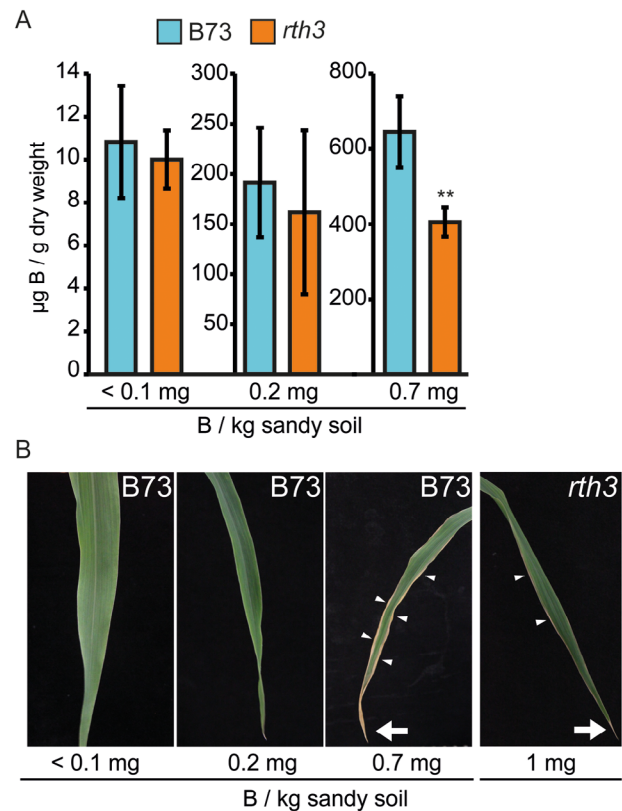 A
B73 rth3
µg B / g dry weight
14
12
10
8
6
4
2
0
300
250
200
150
100
50
800
600
400
200
**
< 0.1 mg 0.2 mg 0.7 mg
B / kg sandy soil
B
B73 B73 B73 rth3
< 0.1 mg 0.2 mg 0.7 mg 1 mg
B / kg sandy soil